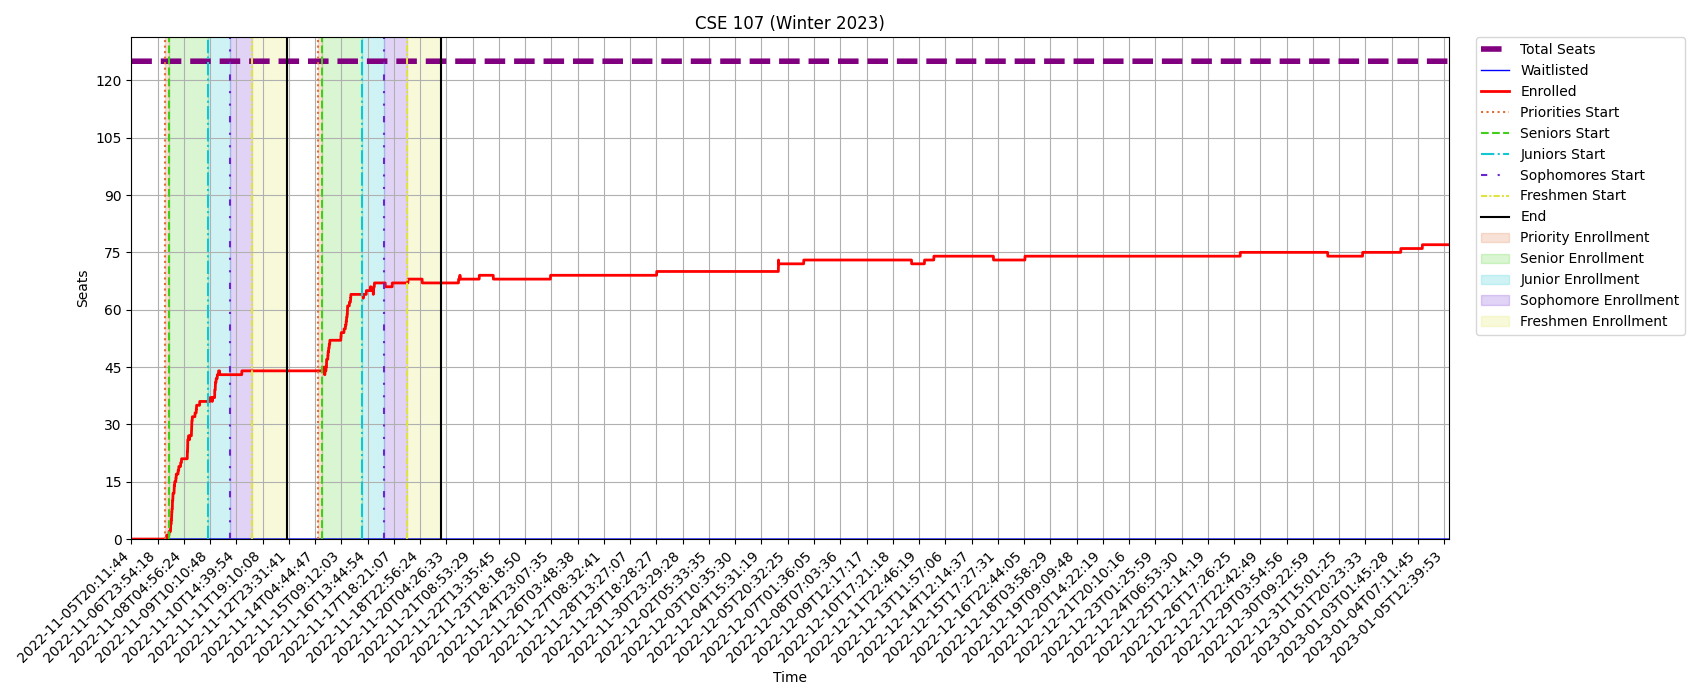 CSE 107 (Winter 2023)
Seats
120
105
90
75
60
45
30
15
0
2022-11-05T20:11:44
2022-11-06T23:54:18
2022-11-08T04:56:24
2022-11-09T10:10:48
2022-11-10T14:39:54
2022-11-11T19:10:08
2022-11-12T23:31:41
2022-11-14T04:44:47
2022-11-15T09:12:03
2022-11-16T13:44:54
2022-11-17T18:21:07
2022-11-18T22:56:24
2022-11-20T04:26:33
2022-11-21T08:53:29
2022-11-22T13:35:45
2022-11-23T18:18:50
2022-11-24T23:07:35
2022-11-26T03:48:38
2022-11-27T08:32:41
2022-11-28T13:27:07
2022-11-29T18:28:27
2022-11-30T23:29:28
2022-12-02T05:33:35
2022-12-03T10:35:30
2022-12-04T15:31:19
2022-12-05T20:32:25
2022-12-07T01:36:05
2022-12-08T07:03:36
2022-12-09T12:17:17
2022-12-10T17:21:18
2022-12-11T22:46:19
2022-12-13T11:57:06
2022-12-14T12:14:37
2022-12-15T17:27:31
2022-12-16T22:44:05
2022-12-18T03:58:29
2022-12-19T09:09:48
2022-12-20T14:22:19
2022-12-21T20:10:16
2022-12-23T01:25:59
2022-12-24T06:53:30
2022-12-25T12:14:19
2022-12-26T17:26:25
2022-12-27T22:42:49
2022-12-29T03:54:56
2022-12-30T09:22:59
2022-12-31T15:01:25
2023-01-01T20:23:33
2023-01-03T01:45:28
2023-01-04T07:11:45
2023-01-05T12:39:53
Time
Total Seats
Waitlisted
Enrolled
Priorities Start
Seniors Start
Juniors Start
Sophomores Start
Freshmen Start
End
Priority Enrollment
Senior Enrollment
Junior Enrollment
Sophomore Enrollment
Freshmen Enrollment